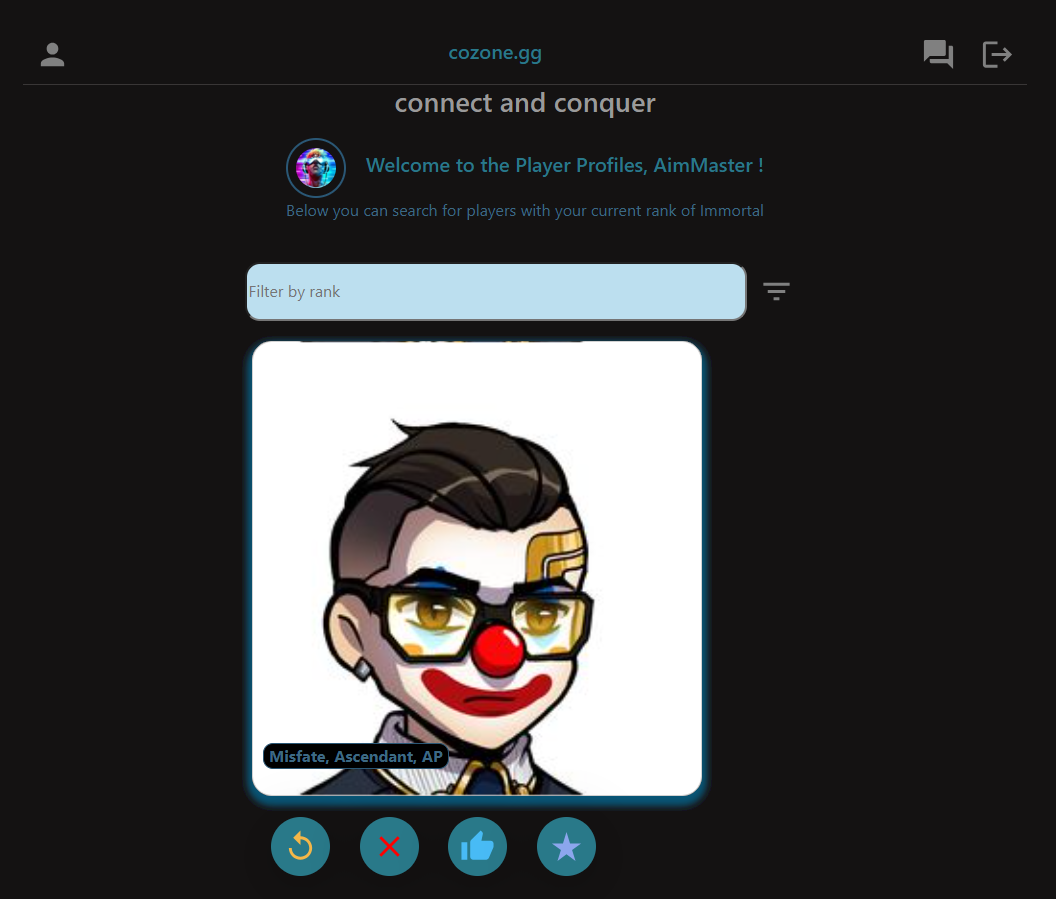 cozone.gg
connect and conquer
Welcome to the Player Profiles, AimMaster !
Below you can search for players with your current rank of Immortal
Filter by rank
Misfate, Ascendant, AP